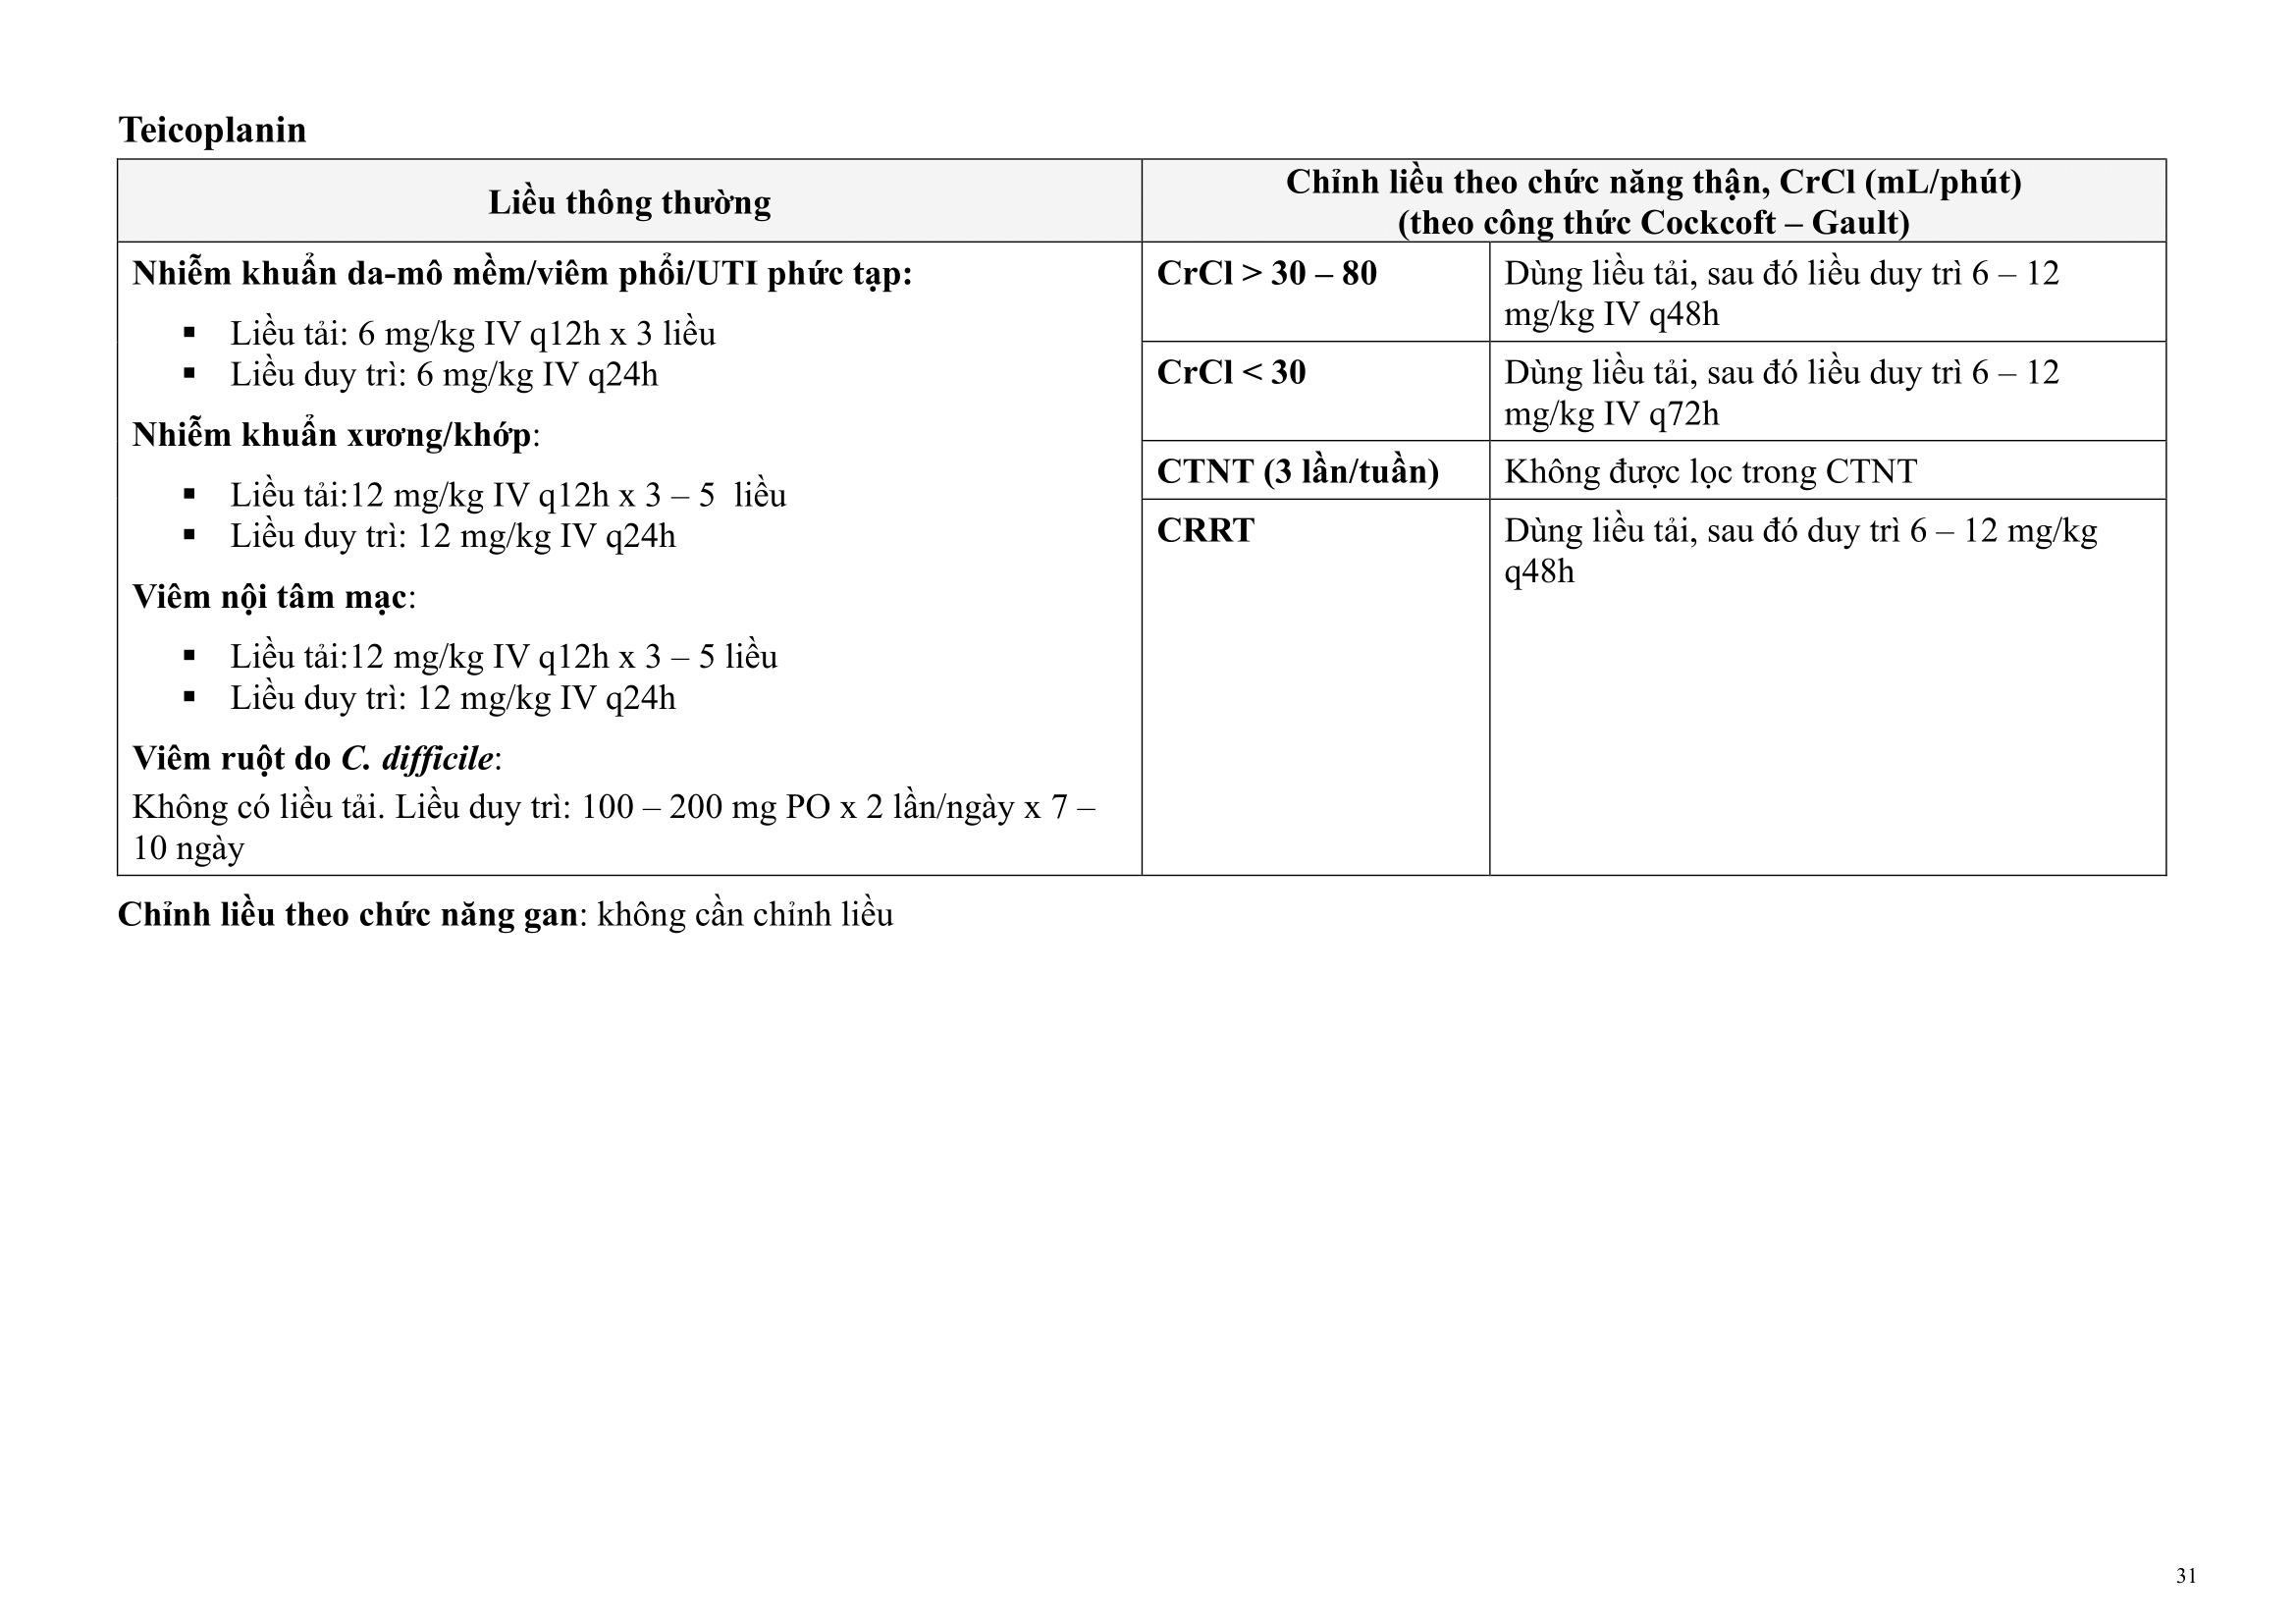 Teicoplanin
Liều thông thường
Chỉnh liều theo chức năng thận, CrCl (mL/phút)
(theo công thức Cockcoft – Gault)
Nhiễm khuẩn da-mô mềm/viêm phổi/UTI phức tạp:
▪ Liều tải: 6 mg/kg IV q12h x 3 liều
▪ Liều duy trì: 6 mg/kg IV q24h
Nhiễm khuẩn xương/khớp:
▪ Liều tải:12 mg/kg IV q12h x 3 – 5  liều
▪ Liều duy trì: 12 mg/kg IV q24h
Viêm nội tâm mạc:
▪ Liều tải:12 mg/kg IV q12h x 3 – 5 liều
▪ Liều duy trì: 12 mg/kg IV q24h
Viêm ruột do C. difficile:
Không có liều tải. Liều duy trì: 100 – 200 mg PO x 2 lần/ngày x 7 –
10 ngày
CrCl > 30 – 80
Dùng liều tải, sau đó liều duy trì 6 – 12
mg/kg IV q48h
CrCl < 30
Dùng liều tải, sau đó liều duy trì 6 – 12
mg/kg IV q72h
CTNT (3 lần/tuần)
Không được lọc trong CTNT
CRRT
Dùng liều tải, sau đó duy trì 6 – 12 mg/kg
q48h
Chỉnh liều theo chức năng gan: không cần chỉnh liều
31